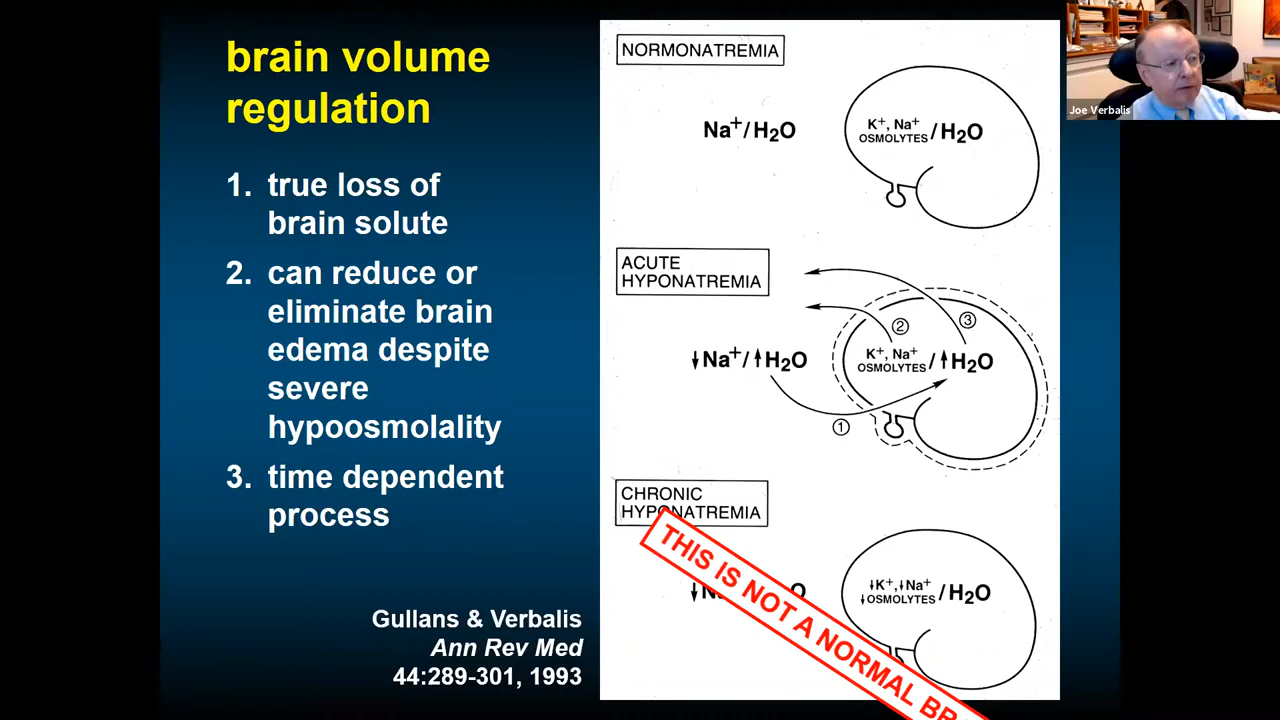 brain volume
regulation
1. true loss of
brain solute
2. can reduce or
eliminate brain
edema despite
severe
hypoosmolality
3. time dependent
process
Gullans & Verbalis
Ann Rev Med
44:289-301, 1993
NORMONATREMIA
Na+/H2O
K+, Na+
OSMOLYTES /H2O
ACUTE
HYPONATREMIA
↓Na+/↑H2O
K+, Na+
OSMOLYTES /↑H2O
①
②
③
CHRONIC
HYPONATREMIA
↓K+,↓Na+
↓OSMOLYTES /H2O
THIS IS NOT A NORMAL
Joe Verbalis